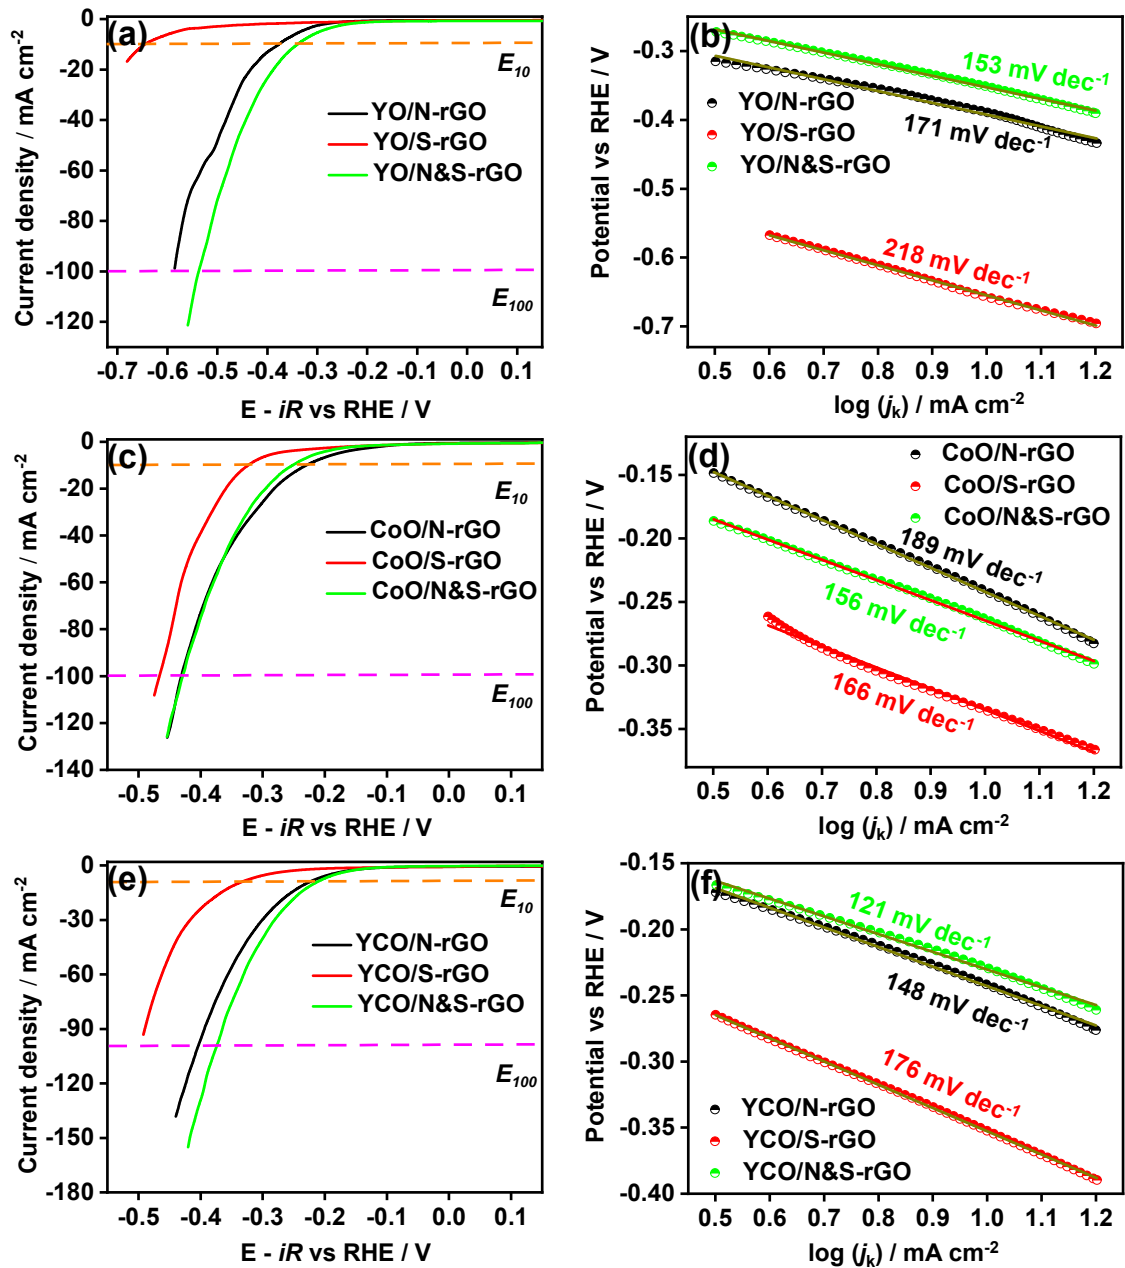 (a)
0
-20
-40
-60
-80
-100
-120
Current density / mA cm-2
E10
YO/N-rGO
YO/S-rGO
YO/N&S-rGO
E100
-0.7 -0.6 -0.5 -0.4 -0.3 -0.2 -0.1 0.0 0.1
E - iR vs RHE / V
(b)
-0.3
-0.4
-0.5
-0.6
-0.7
Potential vs RHE / V
153 mV dec-1
YO/N-rGO
YO/S-rGO
YO/N&S-rGO
171 mV dec-1
218 mV dec-1
0.5 0.6 0.7 0.8 0.9 1.0 1.1 1.2
log (jk) / mA cm-2
(c)
0
-20
-40
-60
-80
-100
-120
-140
Current density / mA cm-2
E10
CoO/N-rGO
CoO/S-rGO
CoO/N&S-rGO
E100
-0.5 -0.4 -0.3 -0.2 -0.1 0.0 0.1
E - iR vs RHE / V
(d)
-0.15
-0.20
-0.25
-0.30
-0.35
Potential vs RHE / V
CoO/N-rGO
CoO/S-rGO
CoO/N&S-rGO
189 mV dec-1
156 mV dec-1
166 mV dec-1
0.5 0.6 0.7 0.8 0.9 1.0 1.1 1.2
log (jk) / mA cm-2
(e)
0
-30
-60
-90
-120
-150
-180
Current density / mA cm-2
E10
YCO/N-rGO
YCO/S-rGO
YCO/N&S-rGO
E100
-0.5 -0.4 -0.3 -0.2 -0.1 0.0 0.1
E - iR vs RHE / V
(f)
-0.15
-0.20
-0.25
-0.30
-0.35
-0.40
Potential vs RHE / V
121 mV dec-1
148 mV dec-1
176 mV dec-1
YCO/N-rGO
YCO/S-rGO
YCO/N&S-rGO
0.5 0.6 0.7 0.8 0.9 1.0 1.1 1.2
log (jk) / mA cm-2